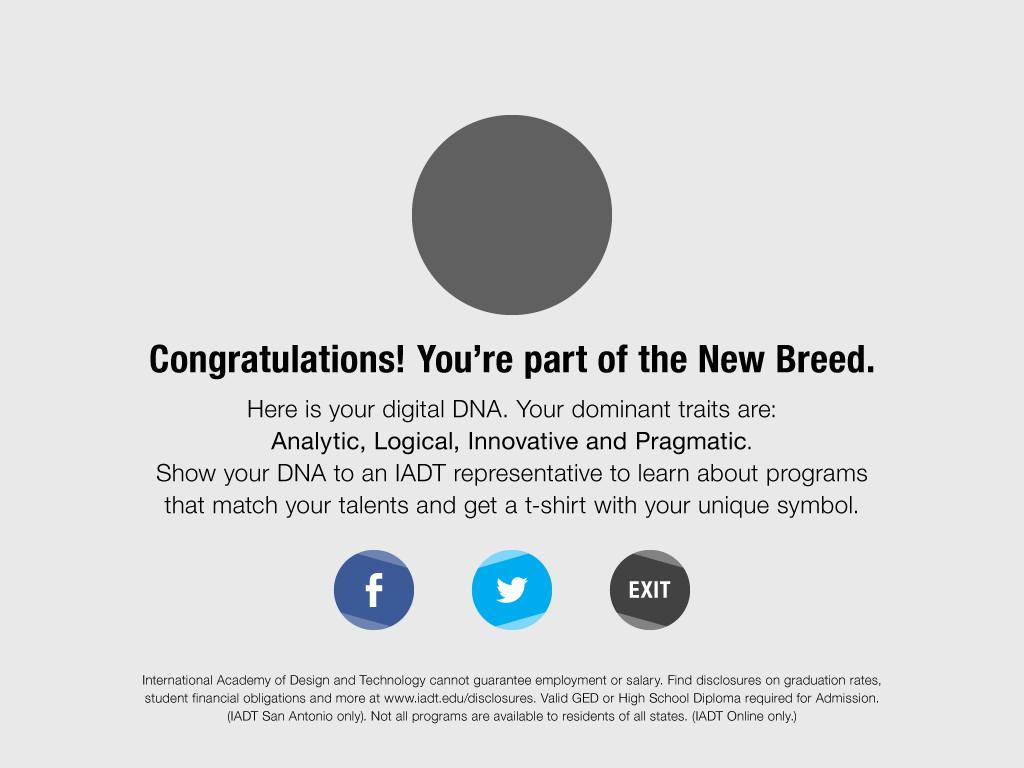 Congratulations! You’re part of the New Breed.
Here is your digital DNA. Your dominant traits are:
Analytic, Logical, Innovative and Pragmatic.
Show your DNA to an IADT representative to learn about programs
that match your talents and get a t-shirt with your unique symbol.
f
EXIT
International Academy of Design and Technology cannot guarantee employment or salary. Find disclosures on graduation rates,
student financial obligations and more at www.iadt.edu/disclosures. Valid GED or High School Diploma required for Admission.
(IADT San Antonio only). Not all programs are available to residents of all states. (IADT Online only.)